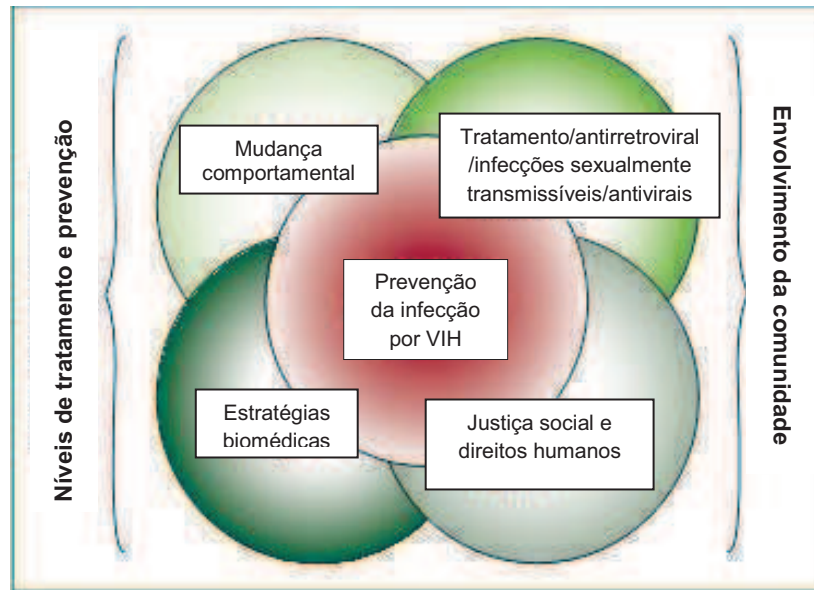 Níveis de tratamento e prevenção
Mudança
comportamental
Tratamento/antirretroviral
/infecções sexualmente
transmissíveis/antivirais
Prevenção
da infecção
por VIH
Estratégias
biomédicas
Justiça social e
direitos humanos
Envolvimento da comunidade